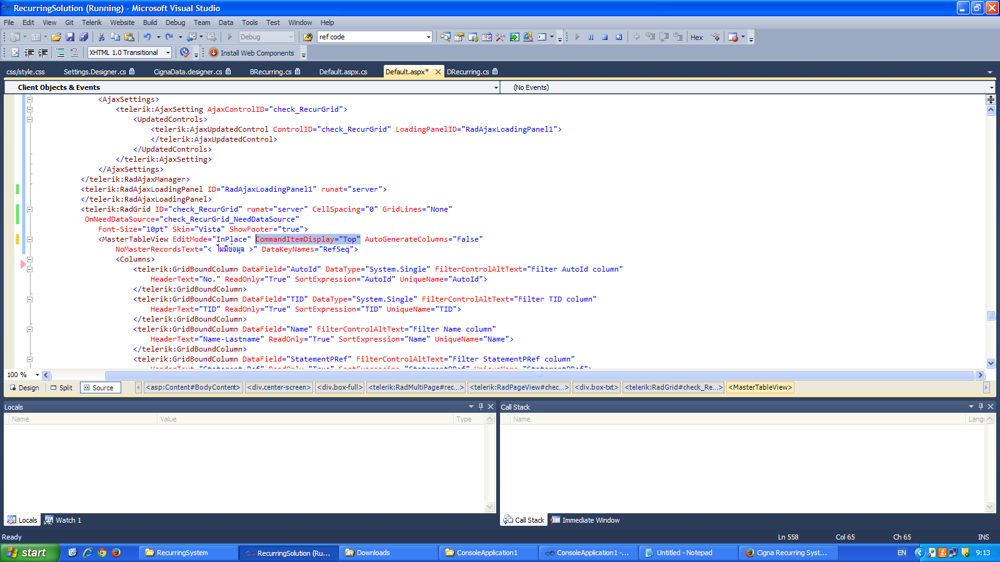 RecurringSolution (Running) - Microsoft Visual Studio
File Edit View Git Telerik Website Build Debug Team Data Tools Test Window Help
Debug ref code Hex
XHTML 1.0 Transitional Install Web Components
css/style.css Settings.Designer.cs CignaData.designer.cs BRecurring.cs Default.aspx.cs Default.aspx* DRecurring.cs
Client Objects & Events (No Events)
<AjaxSettings>
<telerik:AjaxSetting AjaxControlID="check_RecurGrid">
<UpdatedControls>
<telerik:AjaxUpdatedControl ControlID="check_RecurGrid" LoadingPanelID="RadAjaxLoadingPanel1">
</telerik:AjaxUpdatedControl>
</UpdatedControls>
</telerik:AjaxSetting>
</AjaxSettings>
</telerik:RadAjaxManager>
<telerik:RadAjaxLoadingPanel ID="RadAjaxLoadingPanel1" runat="server">
</telerik:RadAjaxLoadingPanel>
<telerik:RadGrid ID="check_RecurGrid" runat="server" CellSpacing="0" GridLines="None"
OnNeedDataSource="check_RecurGrid_NeedDataSource"
Font-Size="10pt" Skin="Vista" ShowFooter="true">
<MasterTableView EditMode="InPlace" CommandItemDisplay="Top" AutoGenerateColumns="False"
NoMasterRecordsText="< ไม่มีข้อมูล >" DataKeyNames="RefSeq">
<Columns>
<telerik:GridBoundColumn DataField="AutoId" DataType="System.Single" FilterControlAltText="Filter AutoId column"
HeaderText="No." ReadOnly="True" SortExpression="AutoId" UniqueName="AutoId">
</telerik:GridBoundColumn>
<telerik:GridBoundColumn DataField="TID" DataType="System.Single" FilterControlAltText="Filter TID column"
HeaderText="TID" ReadOnly="True" SortExpression="TID" UniqueName="TID">
</telerik:GridBoundColumn>
<telerik:GridBoundColumn DataField="Name" FilterControlAltText="Filter Name column"
HeaderText="Name-Lastname" ReadOnly="True" SortExpression="Name" UniqueName="Name">
</telerik:GridBoundColumn>
<telerik:GridBoundColumn DataField="StatementPRef" FilterControlAltText="Filter StatementPRef column"
HeaderText="Statement Ref" ReadOnly="True" SortExpression="StatementPRef" UniqueName="StatementPRef">
100 %
Design Split Source <asp:Content#BodyContent> <div.center-screen> <div.box-full> <telerik:RadMultiPage#rec...> <telerik:RadPageView#chec...> <div.box-txt> <telerik:RadGrid#check_Re...> <MasterTableView>
Locals Call Stack
Name Value Type Name Lang
Locals Watch 1 Call Stack Immediate Window
Ready Ln 558 Col 65 Ch 65 INS
start RecurringSystem RecurringSolution (Ru... Downloads ConsoleApplication1 ConsoleApplication1 -... Untitled - Notepad Cigna Recurring Syst... EN 9:13